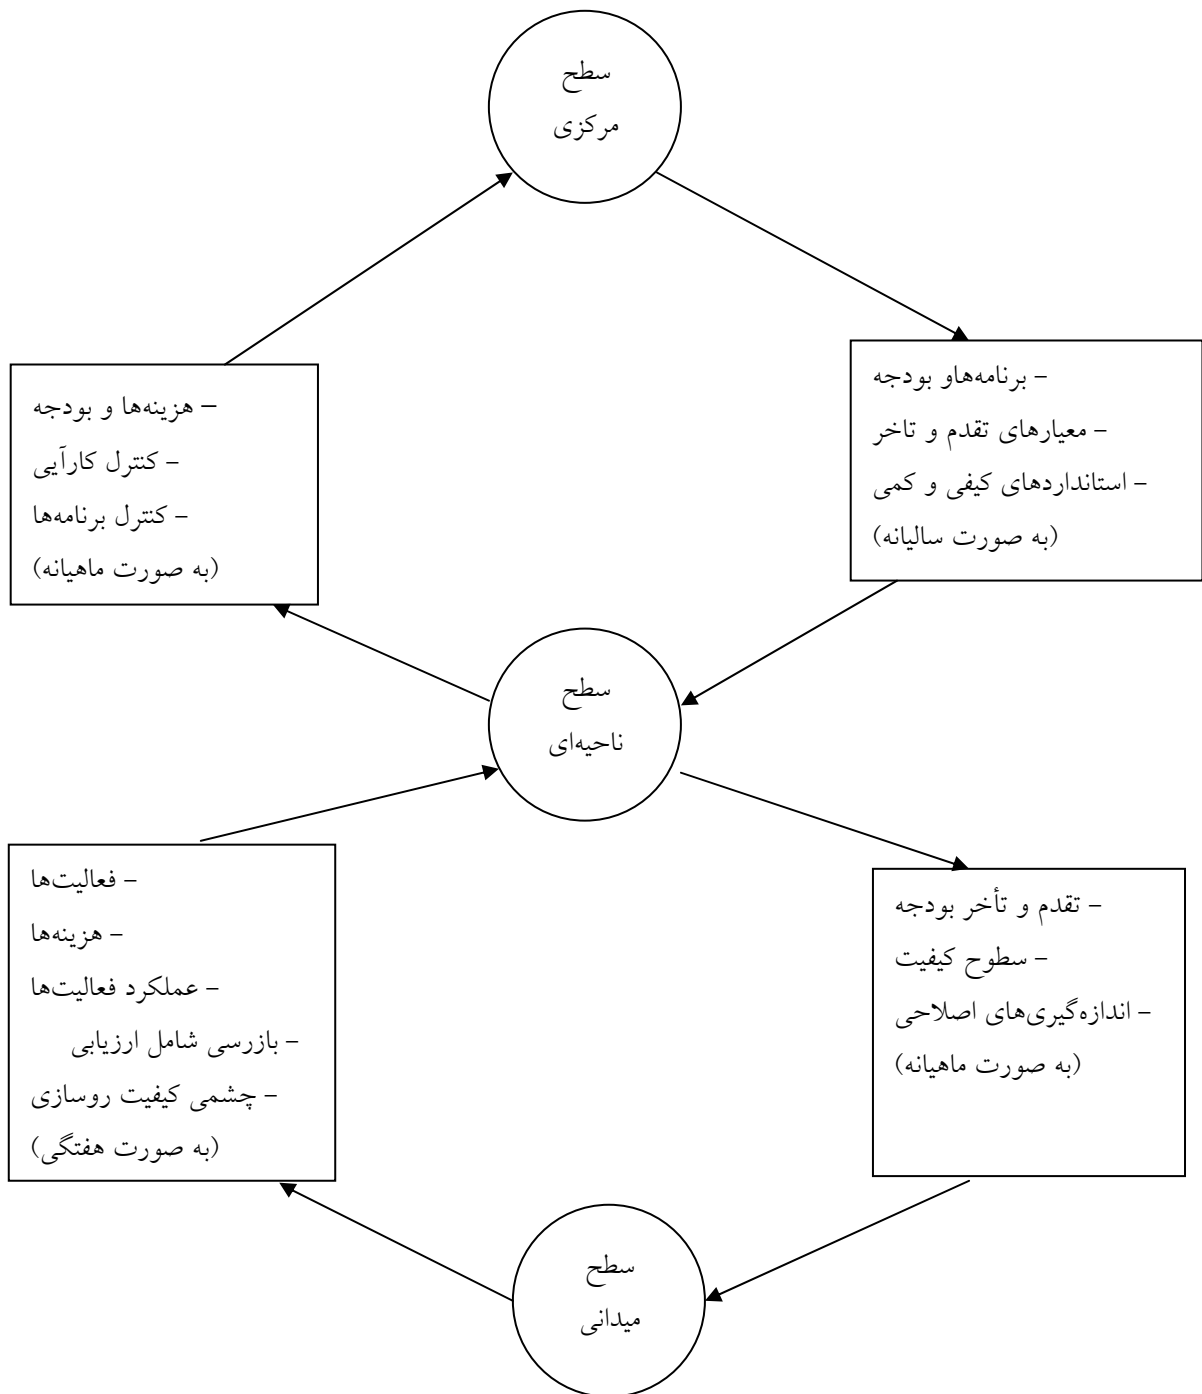 سطح
مرکزی
– برنامه‌هاو بودجه
– معیارهای تقدم و تاخر
– استانداردهای کیفی و کمی
(به صورت سالیانه)
– هزینه‌ها و بودجه
– کنترل کارآیی
– کنترل برنامه‌ها
(به صورت ماهیانه)
سطح
ناحیه‌ای
– تقدم و تأخر بودجه
– سطوح کیفیت
– اندازه‌گیری‌های اصلاحی
(به صورت ماهیانه)
– فعالیت‌ها
– هزینه‌ها
– عملکرد فعالیت‌ها
– بازرسی شامل ارزیابی
– چشمی کیفیت روسازی
(به صورت هفتگی)
سطح
میدانی